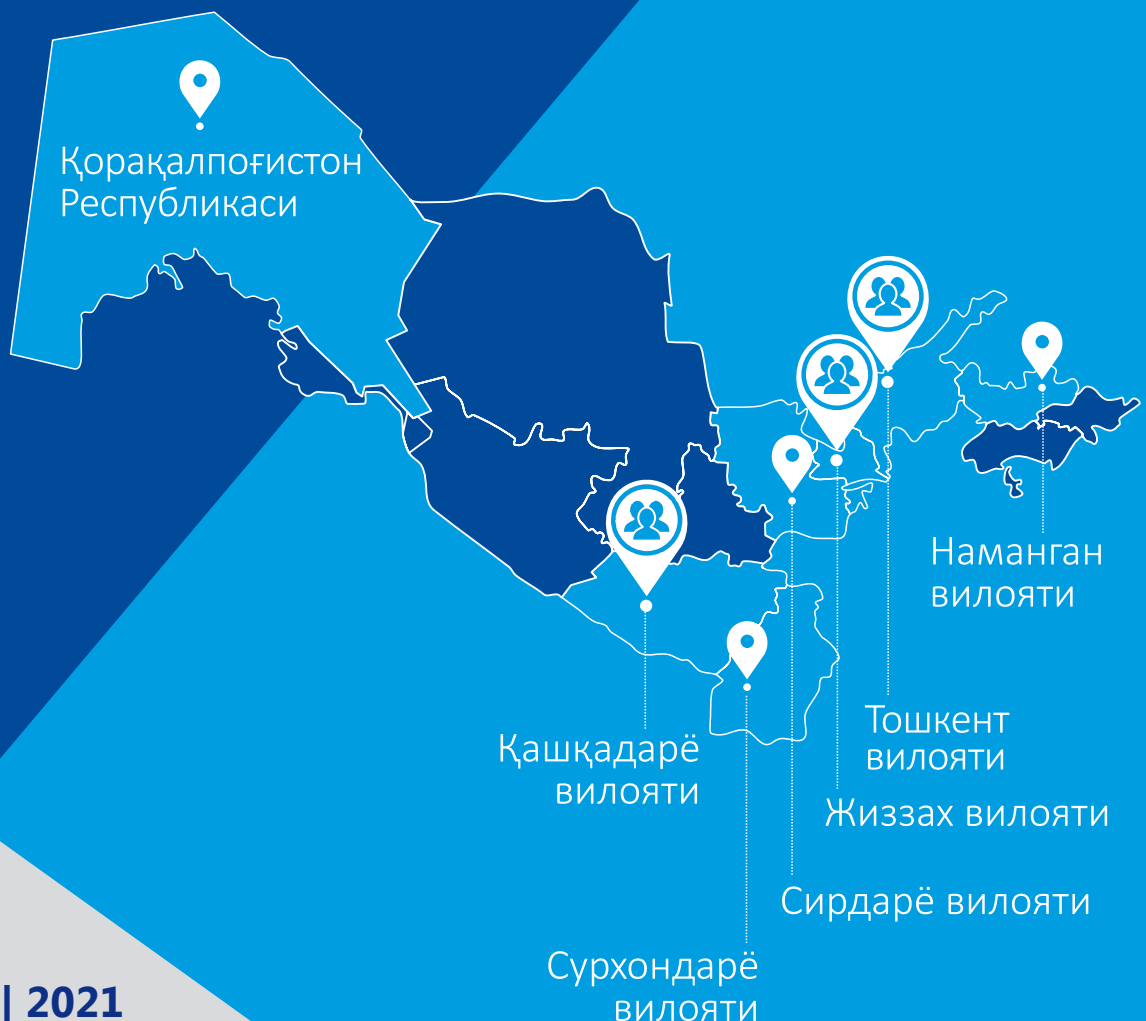 Қорақалпоғистон
Республикаси
Наманган
вилояти
Тошкент
вилояти
Қашқадарё
вилояти
Жиззах вилояти
Сирдарё вилояти
Сурхондарё
вилояти
| 2021